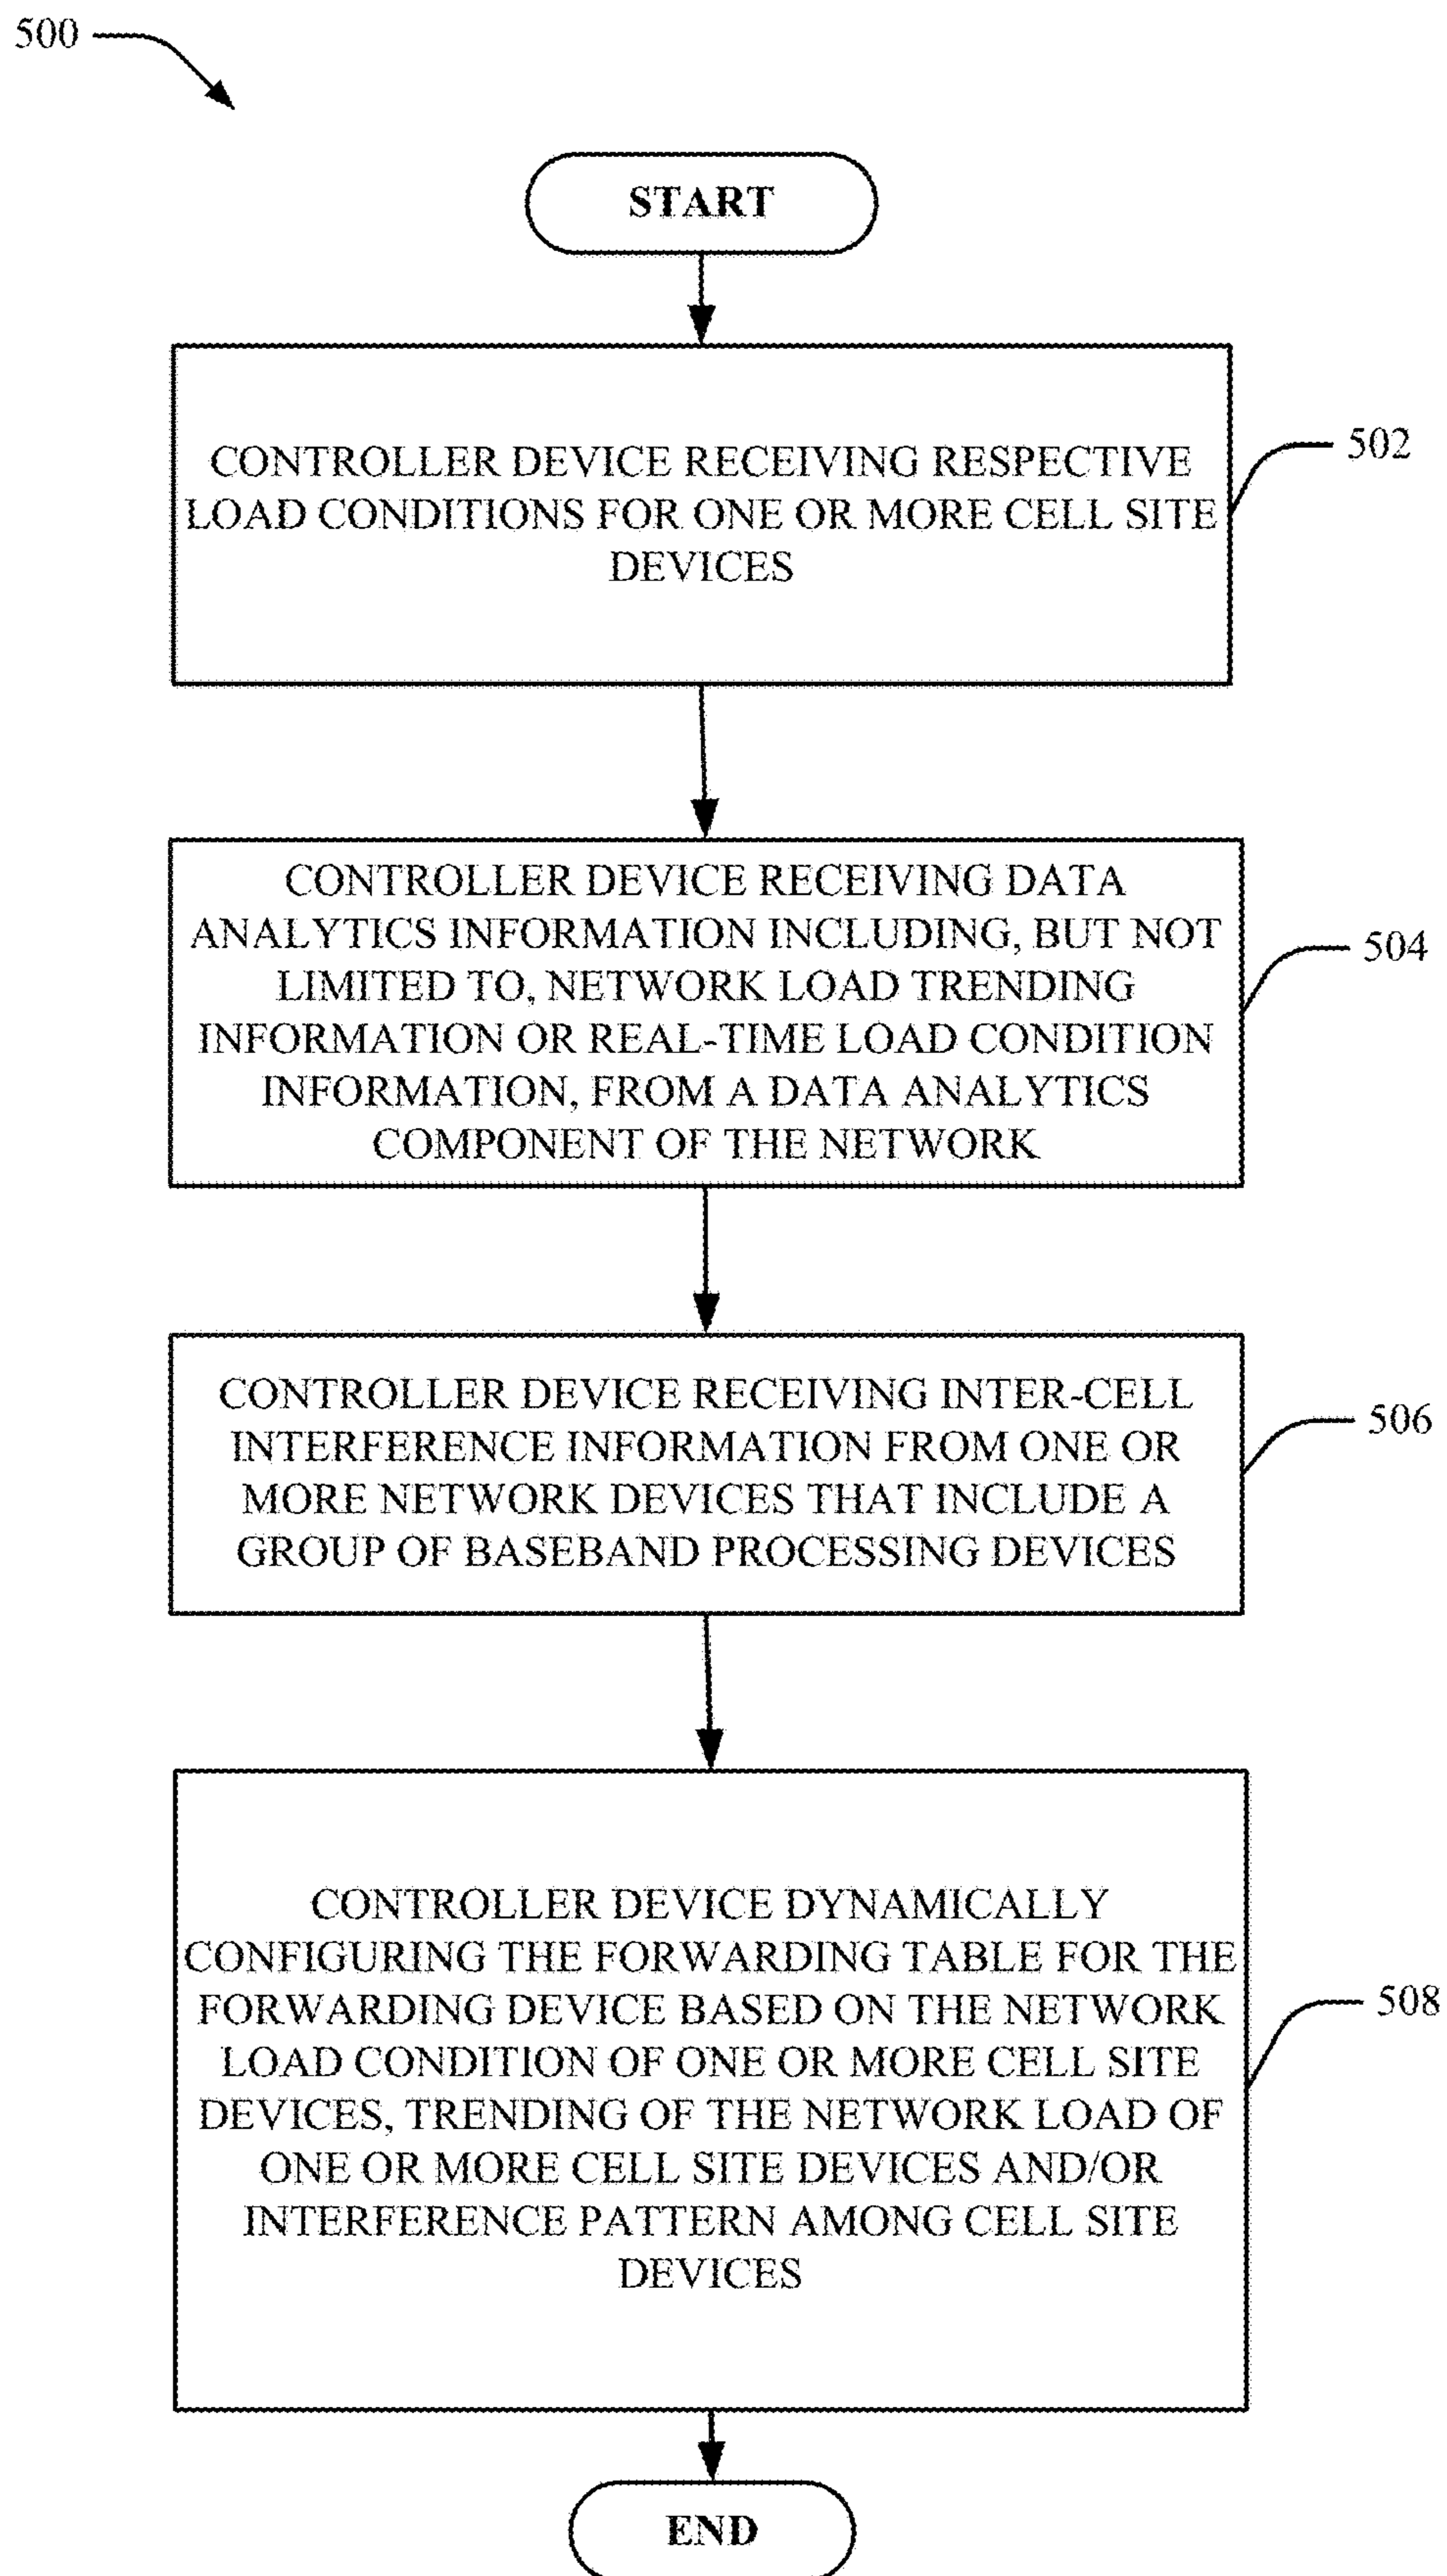 500
START
CONTROLLER DEVICE RECEIVING RESPECTIVE
LOAD CONDITIONS FOR ONE OR MORE CELL SITE
DEVICES
502
CONTROLLER DEVICE RECEIVING DATA
ANALYTICS INFORMATION INCLUDING, BUT NOT
LIMITED TO, NETWORK LOAD TRENDING
INFORMATION OR REAL-TIME LOAD CONDITION
INFORMATION, FROM A DATA ANALYTICS
COMPONENT OF THE NETWORK
504
CONTROLLER DEVICE RECEIVING INTER-CELL
INTERFERENCE INFORMATION FROM ONE OR
MORE NETWORK DEVICES THAT INCLUDE A
GROUP OF BASEBAND PROCESSING DEVICES
506
CONTROLLER DEVICE DYNAMICALLY
CONFIGURING THE FORWARDING TABLE FOR THE
FORWARDING DEVICE BASED ON THE NETWORK
LOAD CONDITION OF ONE OR MORE CELL SITE
DEVICES, TRENDING OF THE NETWORK LOAD OF
ONE OR MORE CELL SITE DEVICES AND/OR
INTERFERENCE PATTERN AMONG CELL SITE
DEVICES
508
END